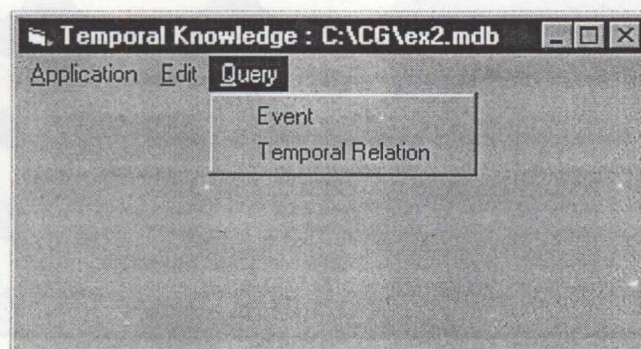 Temporal Knowledge : C:\CG\ex2.mdb
Application Edit Query
Event
Temporal Relation